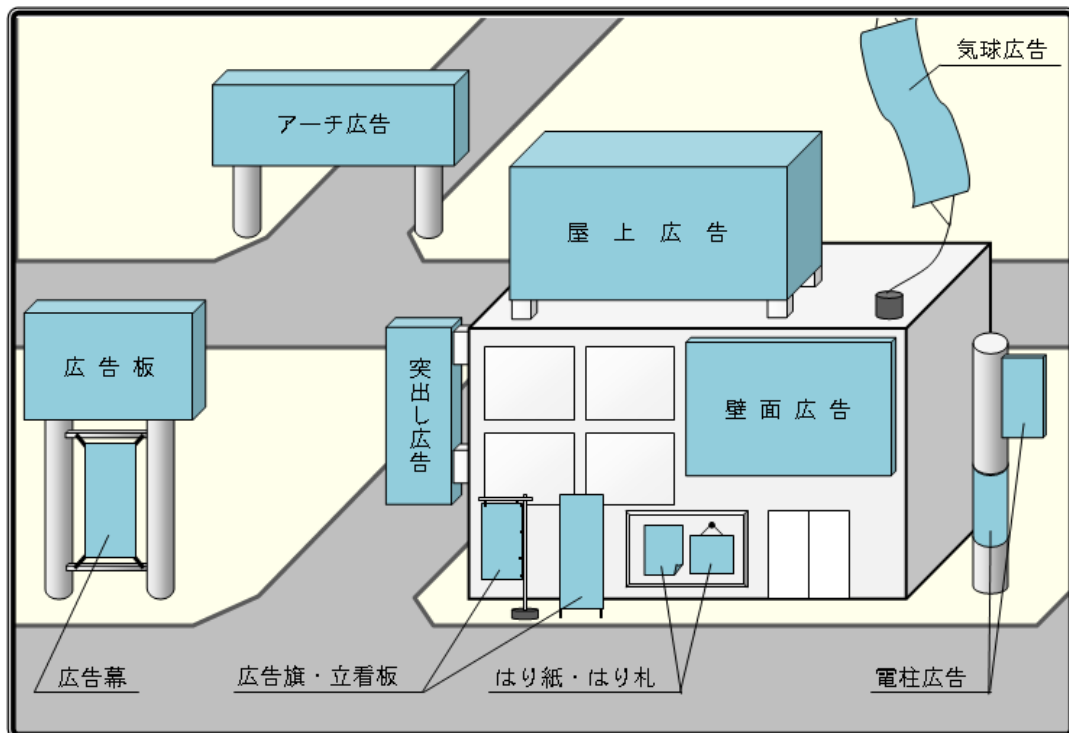 気球広告
アーチ広告
屋上広告
広告板
突出し広告
壁面広告
広告幕
広告旗・立看板
はり紙・はり札
電柱広告